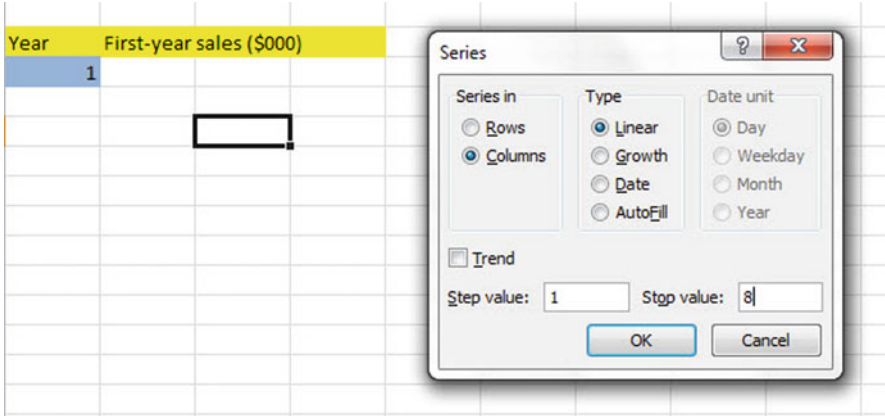 Year First-year sales ($000)
1
Series
Series in Type Date unit
Rows Linear Day
Columns Growth Weekday
Date Month
AutoFill Year
Trend
Step value: 1 Stop value: 8
OK Cancel